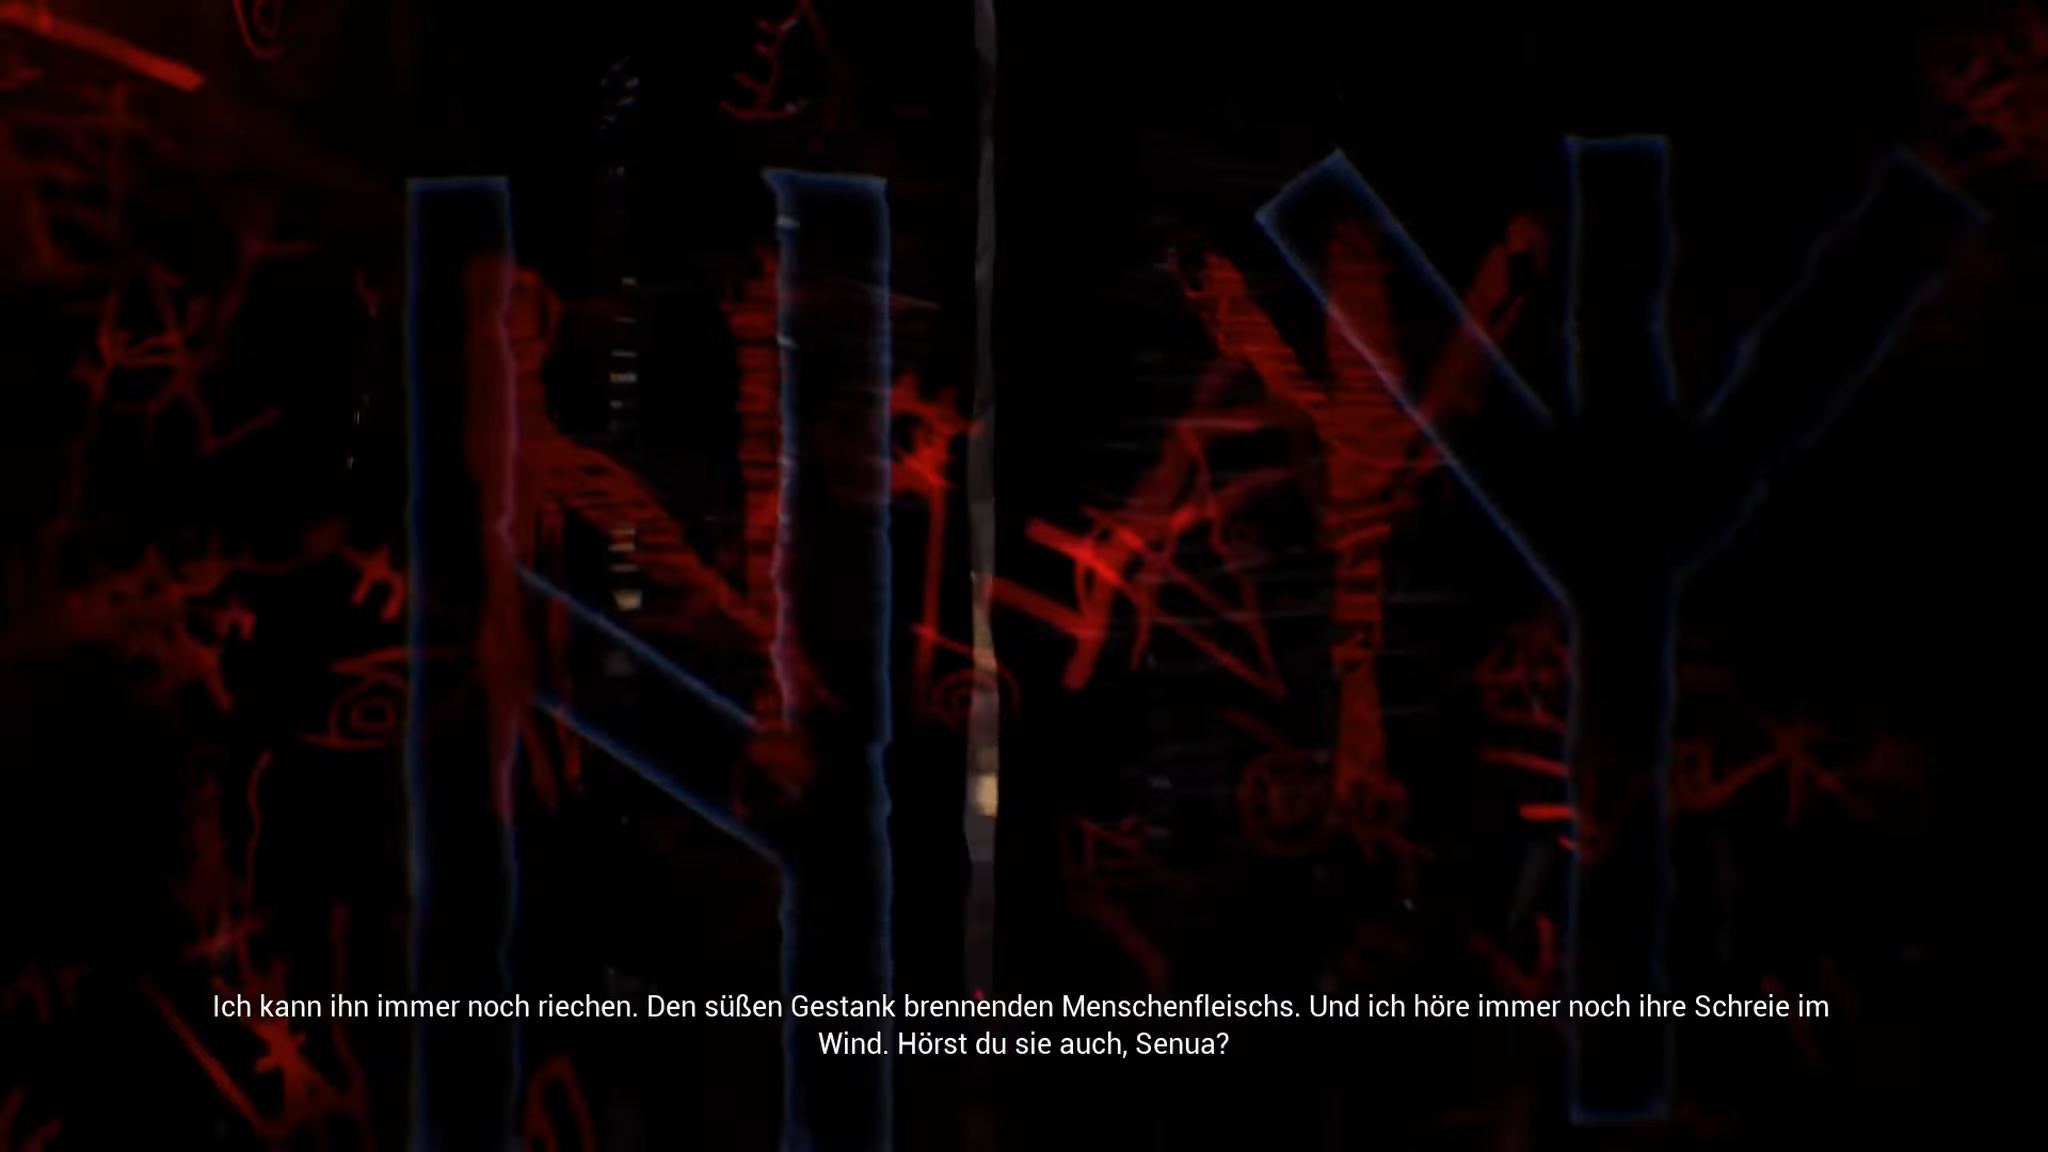 ᚺ ᛉ
Ich kann ihn immer noch riechen. Den süßen Gestank brennenden Menschenfleischs. Und ich höre immer noch ihre Schreie im
Wind. Hörst du sie auch, Senua?